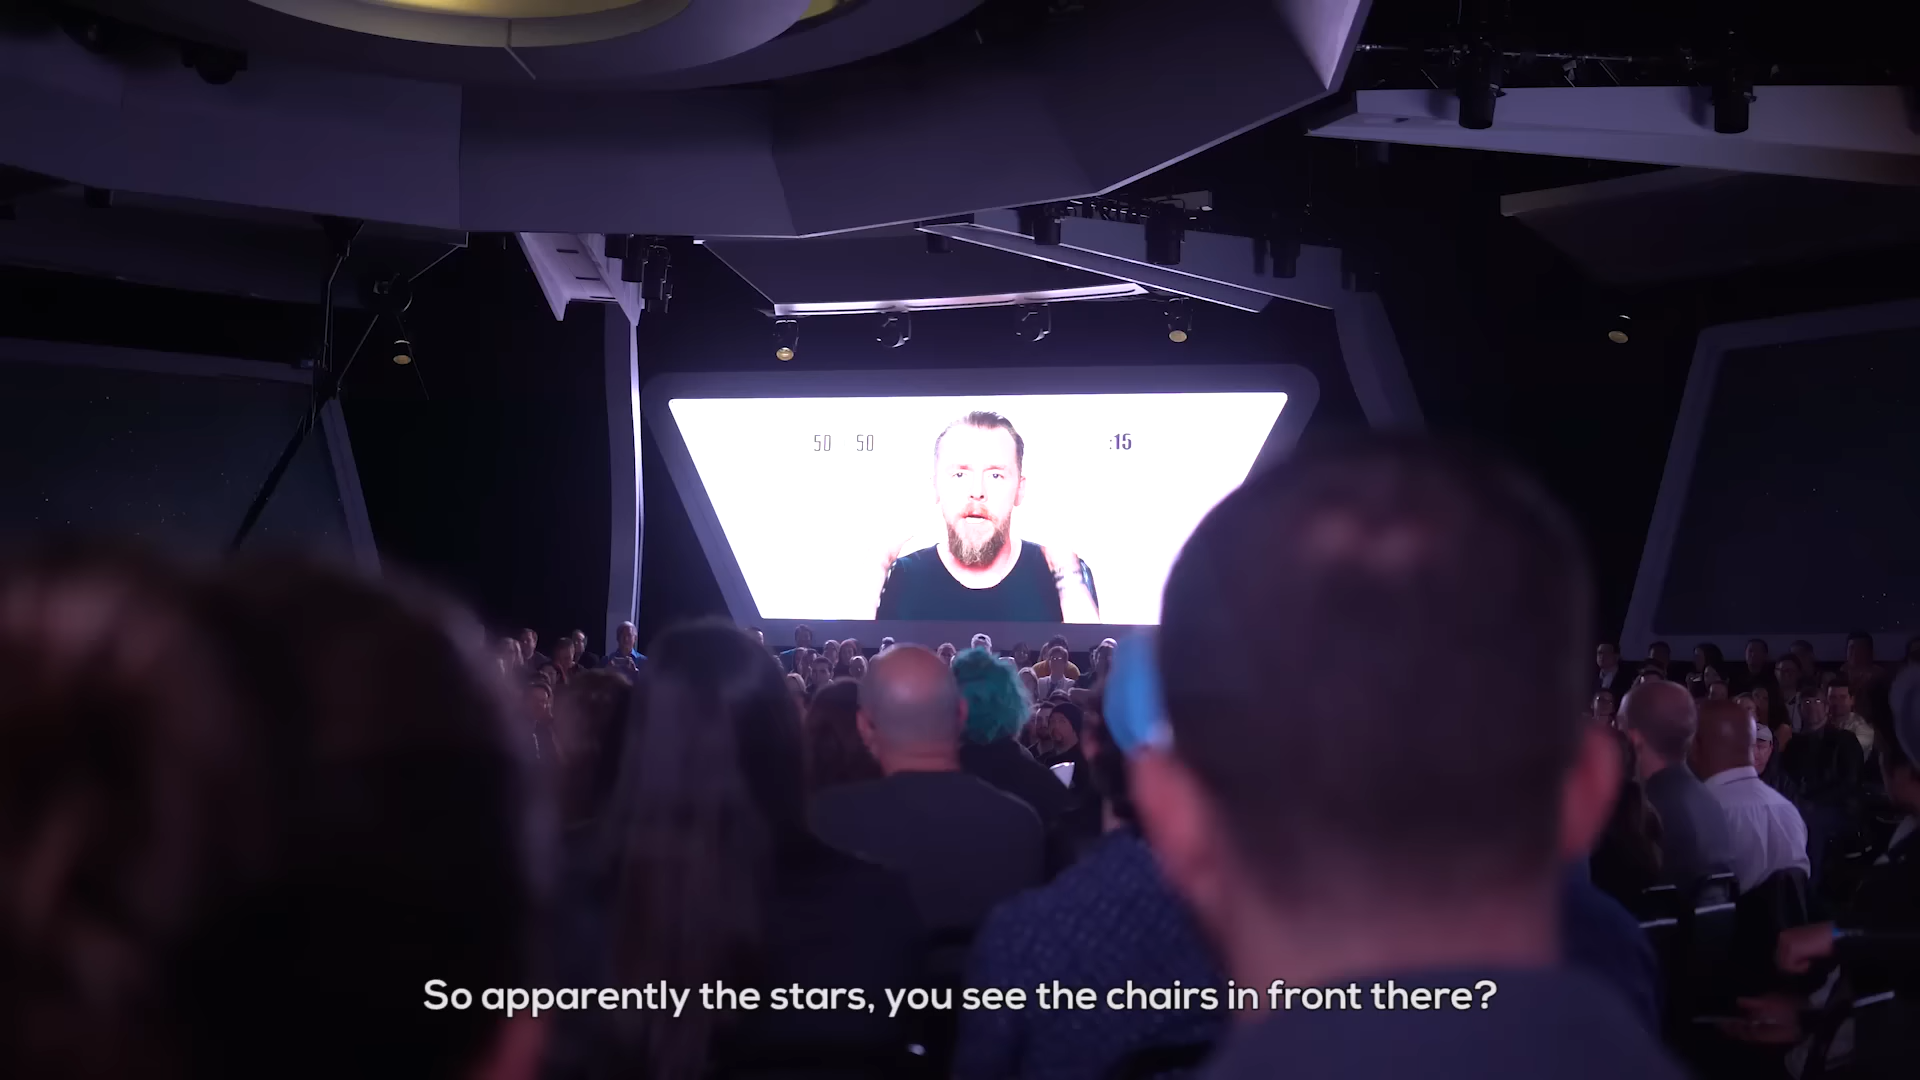 50 50
:15
So apparently the stars, you see the chairs in front there?